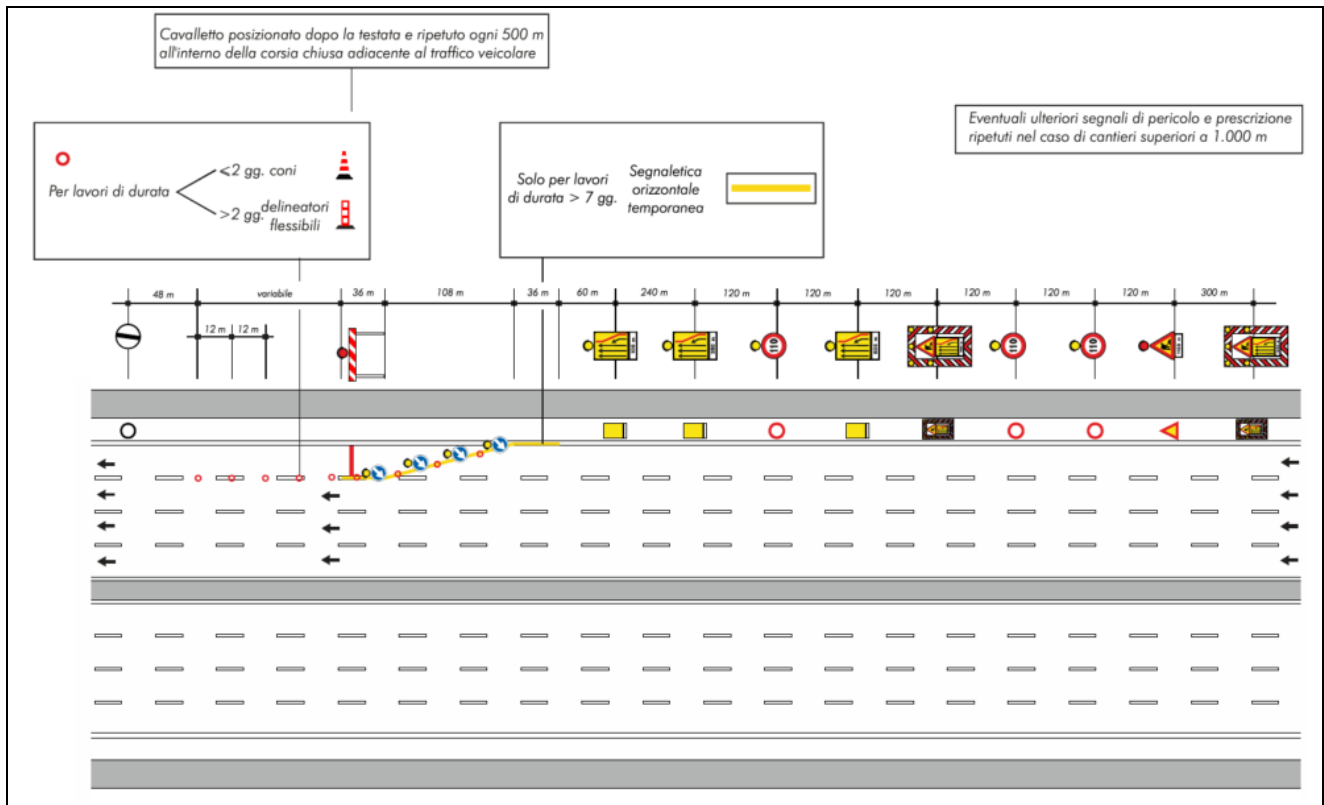 Cavalletto posizionato dopo la testata e ripetuto ogni 500 m
all'interno della corsia chiusa adiacente al traffico veicolare
Eventuali ulteriori segnali di pericolo e prescrizione
ripetuti nel caso di cantieri superiori a 1.000 m
Per lavori di durata
⩽2 gg. coni
>2 gg. delineatori
flessibili
Solo per lavori
di durata > 7 gg.
Segnaletica
orizzontale
temporanea
48 m
variabile
36 m
108 m
36 m
60 m
240 m
120 m
120 m
120 m
120 m
120 m
120 m
300 m
12 m
12 m
110
110
110